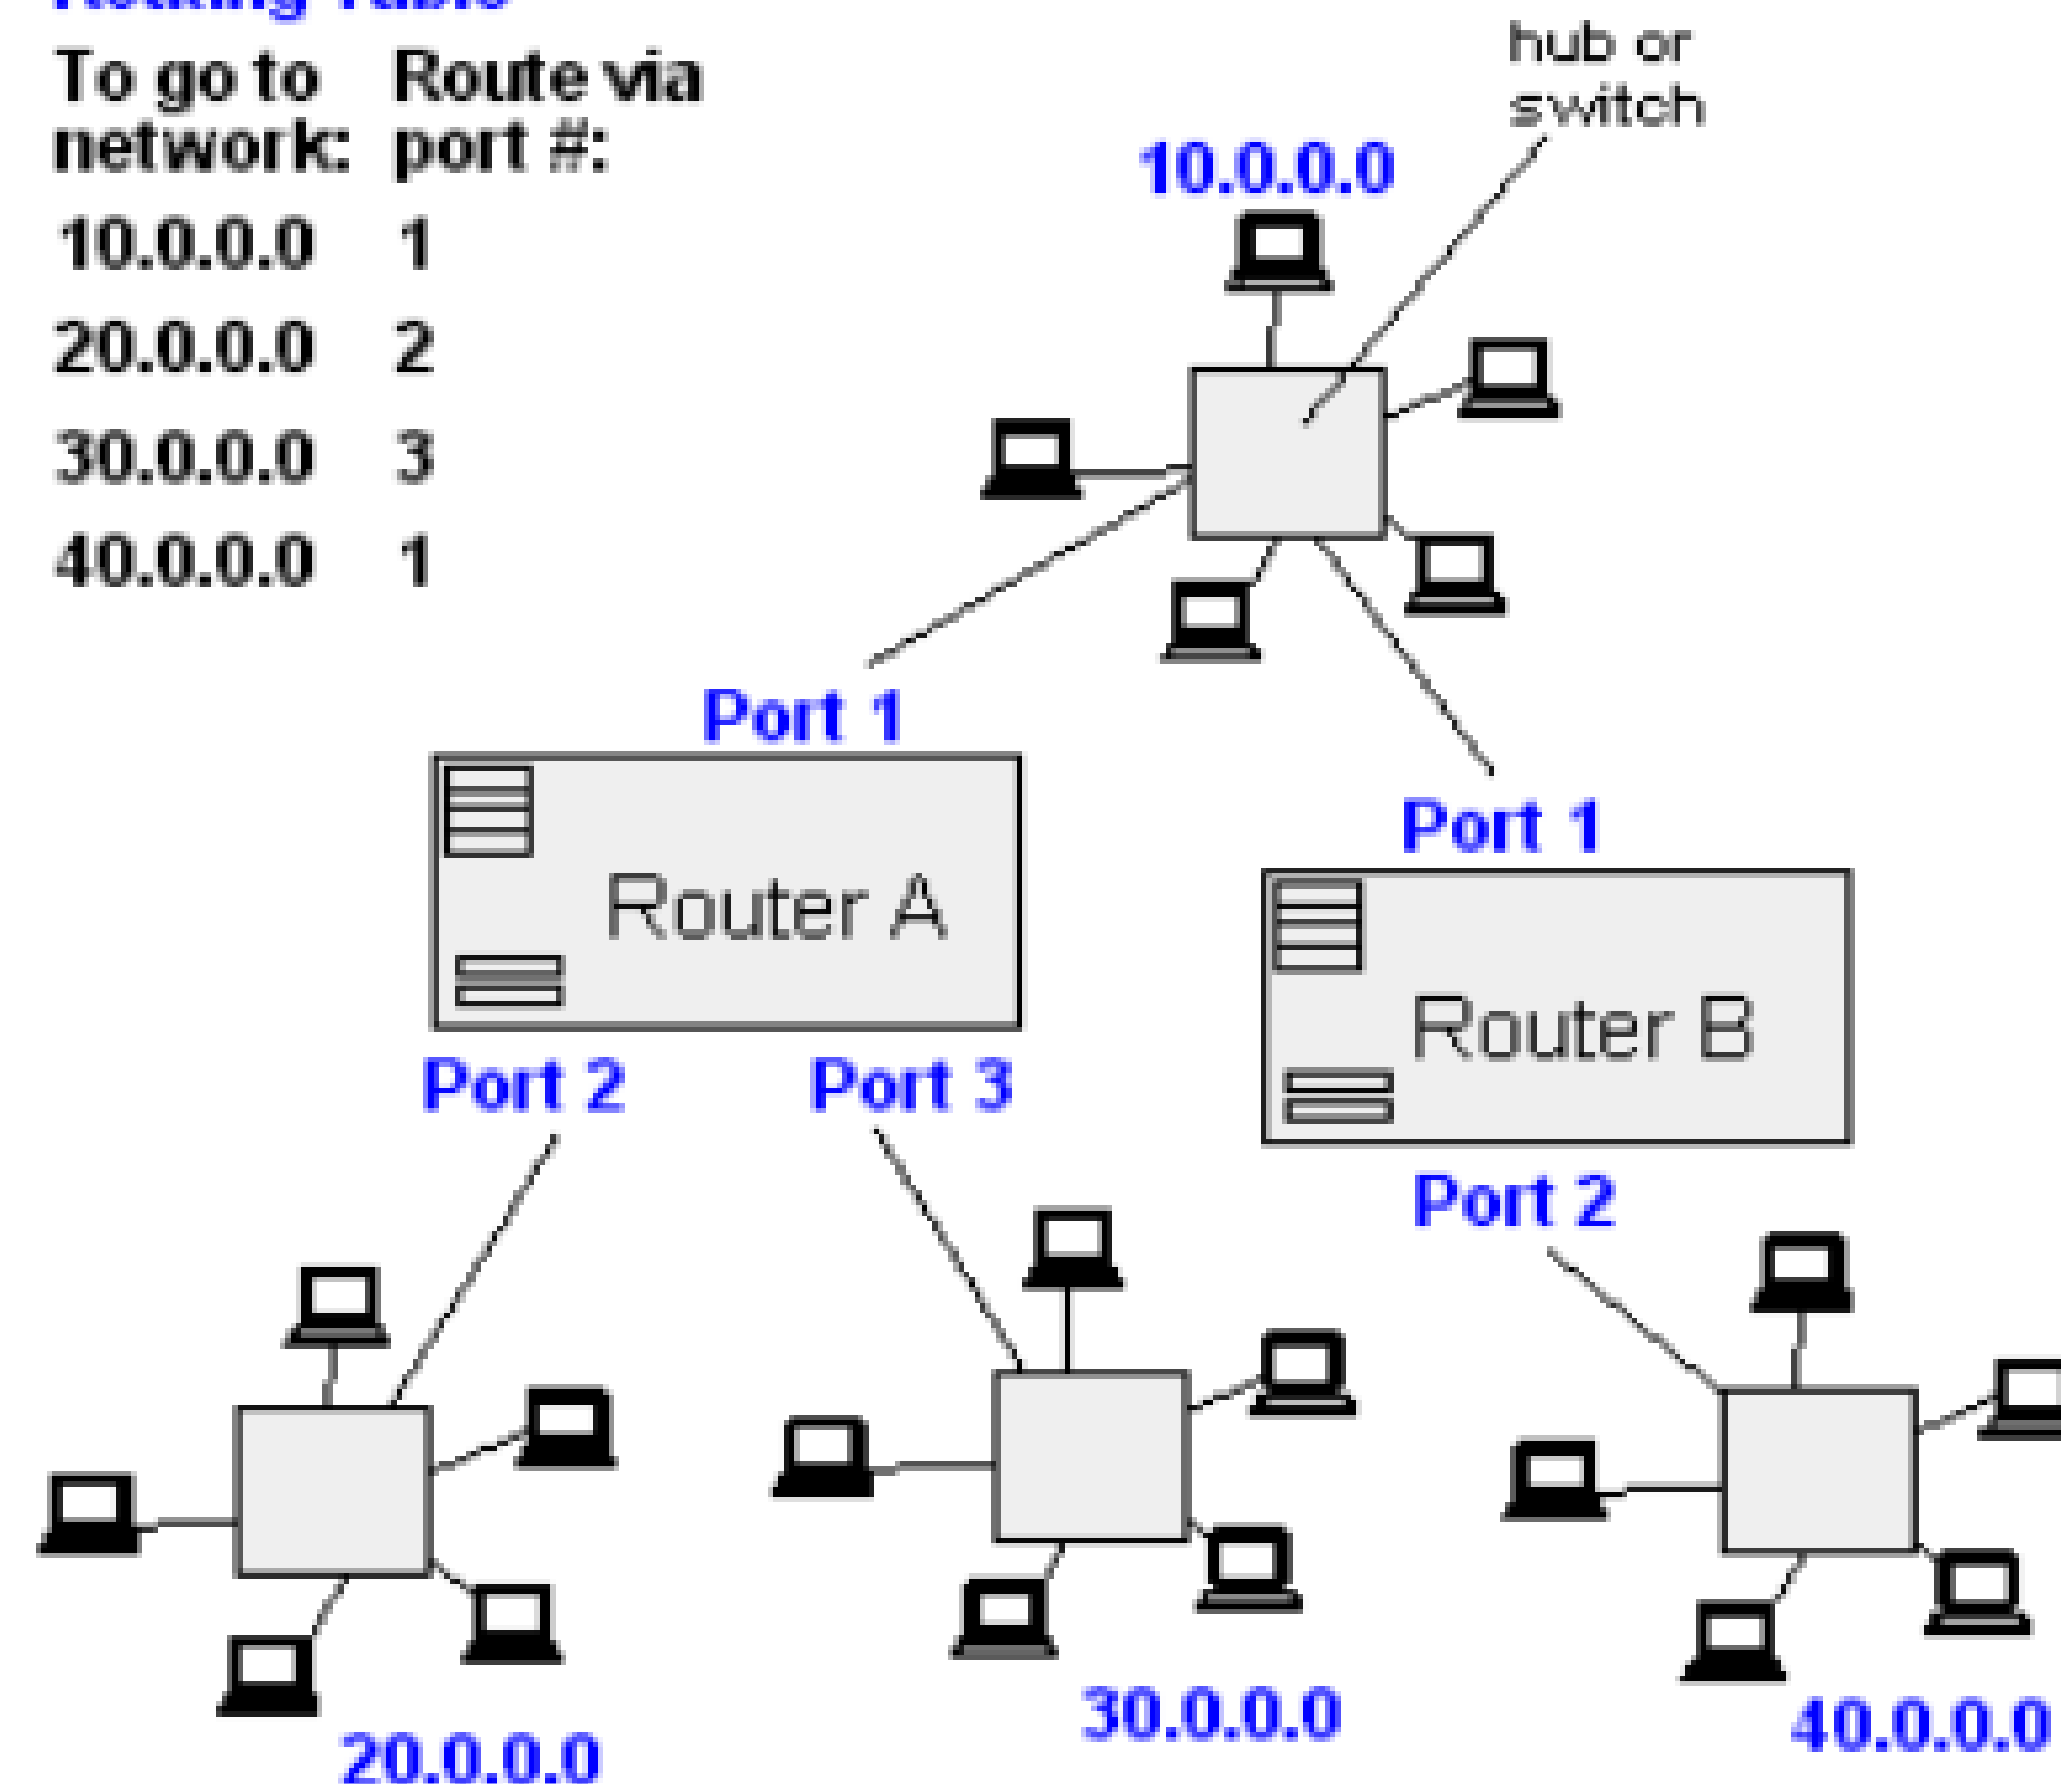 Routing Table
To go to Route via
network: port #:
10.0.0.0 1
20.0.0.0 2
30.0.0.0 3
40.0.0.0 1
hub or
switch
10.0.0.0
Port 1
Router A
Port 2 Port 3
Port 1
Router B
Port 2
20.0.0.0
30.0.0.0
40.0.0.0